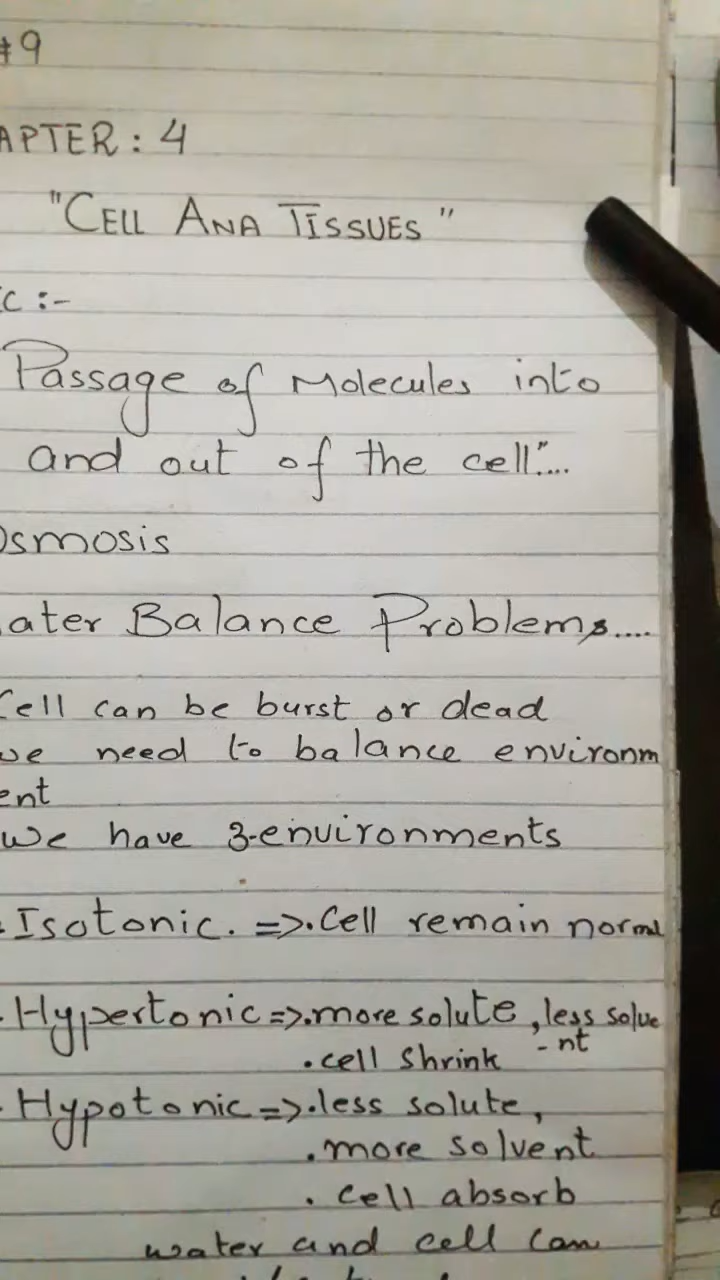 #9
APTER : 4
"CELL ANA TISSUES"
ic :-
Passage of Molecules into
and out of the cell"....
Osmosis
ater Balance Problems....
Cell can be burst or dead
we need to balance environm
ent
we have 3-environments
. Isotonic. =>. Cell remain normal
. Hypertonic =>. more solute, less solve
-nt
. cell shrink
. Hypotonic =>. less solute,
. more solvent
. cell absorb
water and cell can